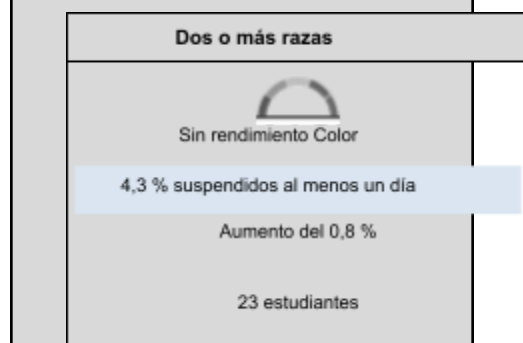 Dos o más razas
Sin rendimiento Color
4,3 % suspendidos al menos un día
Aumento del 0,8 %
23 estudiantes